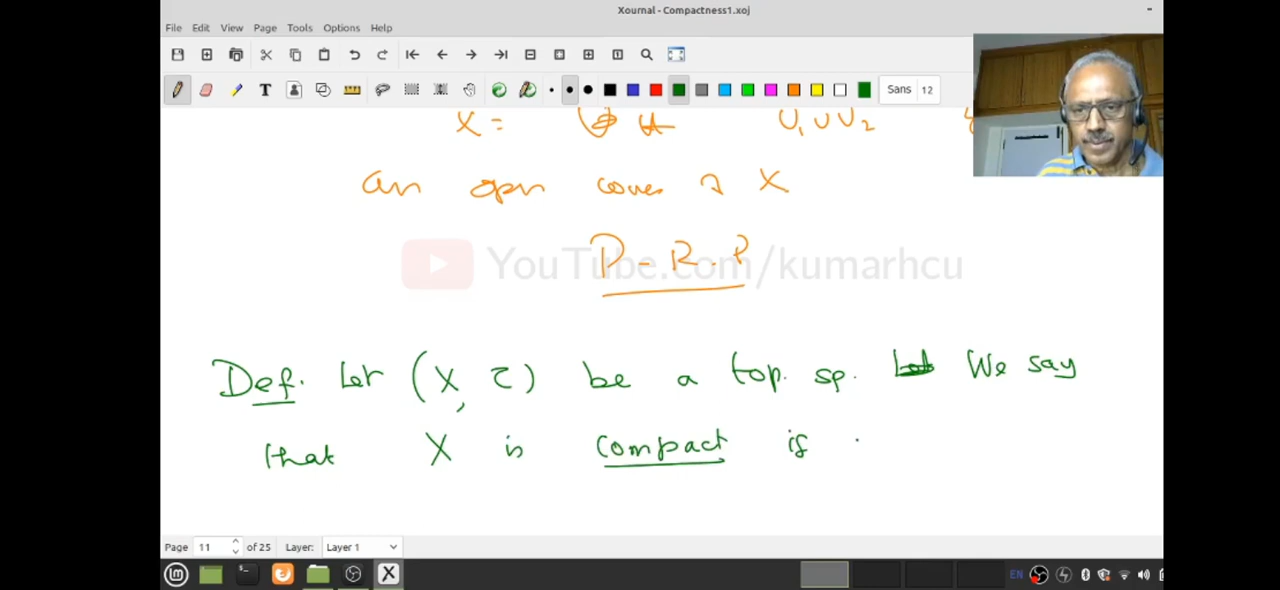 Xournal - Compactness1.xoj
File Edit View Page Tools Options Help
Sans 12
X = U₁ ∪ U₂
an open cover of X
P - R - P
YouTube.com/kumarhcu
Def. Let (X, τ) be a top. sp. We say
that X is compact if
Page 11 of 25 Layer: Layer 1
EN